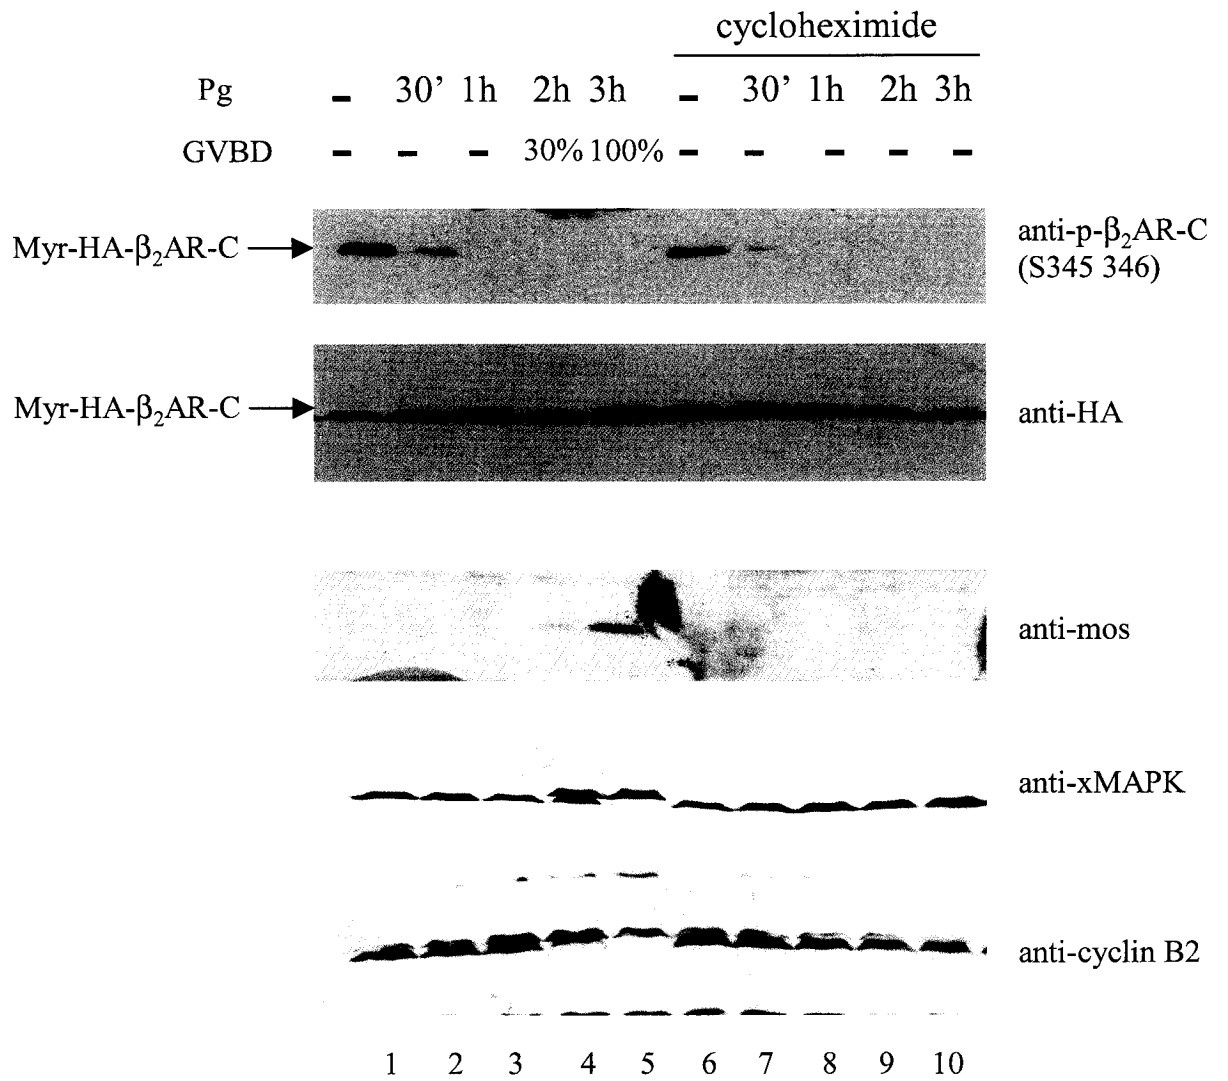 cycloheximide
Pg – 30’ 1h 2h 3h – 30’ 1h 2h 3h
GVBD – – – 30% 100% – – – – –
Myr-HA-β₂AR-C
anti-p-β₂AR-C
(S345 346)
Myr-HA-β₂AR-C
anti-HA
anti-mos
anti-xMAPK
anti-cyclin B2
1 2 3 4 5 6 7 8 9 10